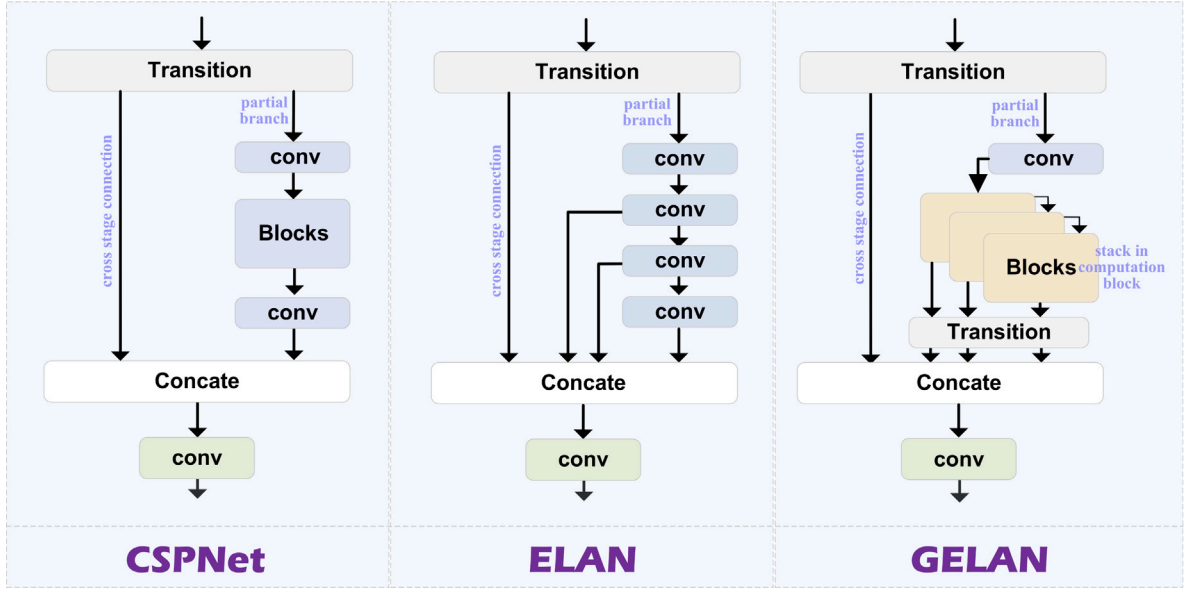 Transition
partial
branch
cross stage connection
conv
Blocks
conv
Concate
conv
CSPNet
Transition
partial
branch
cross stage connection
conv
conv
conv
conv
Concate
conv
ELAN
Transition
partial
branch
cross stage connection
conv
Blocks
stack in
computation
block
Transition
Concate
conv
GELAN